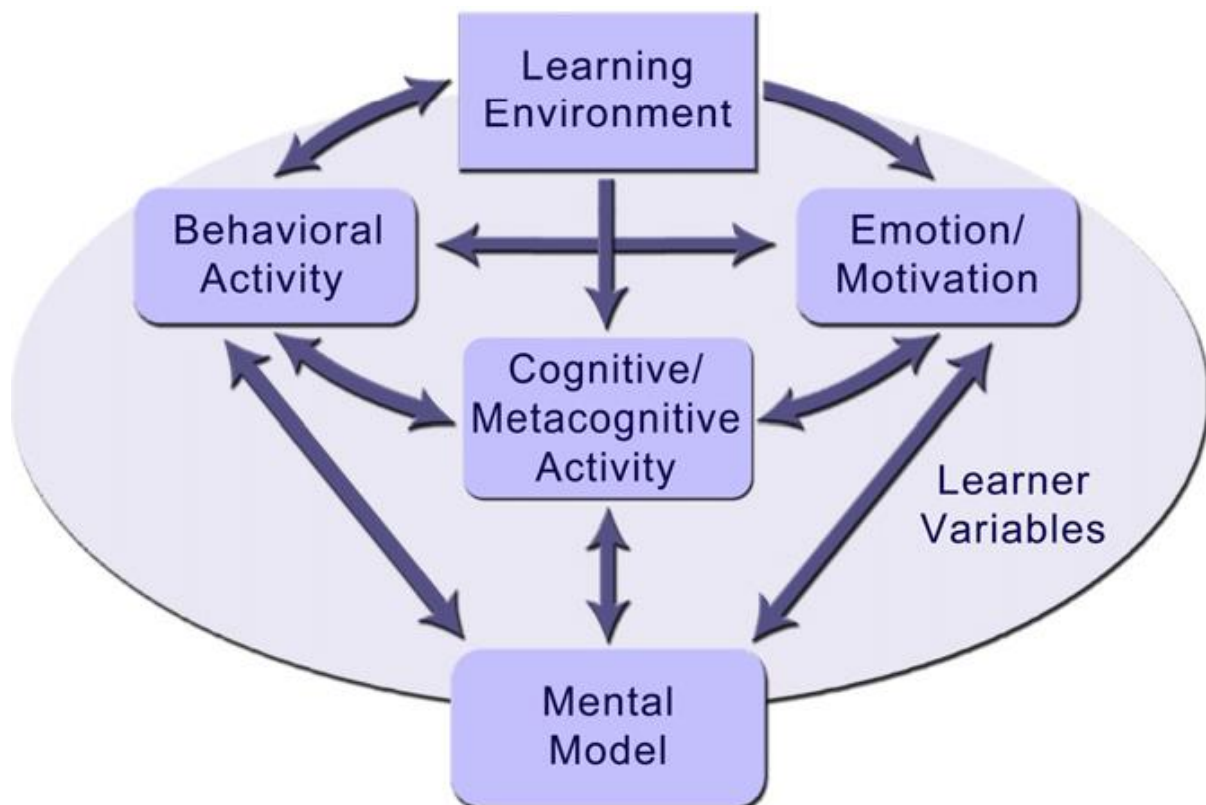 Learning
Environment
Behavioral
Activity
Emotion/
Motivation
Cognitive/
Metacognitive
Activity
Learner
Variables
Mental
Model